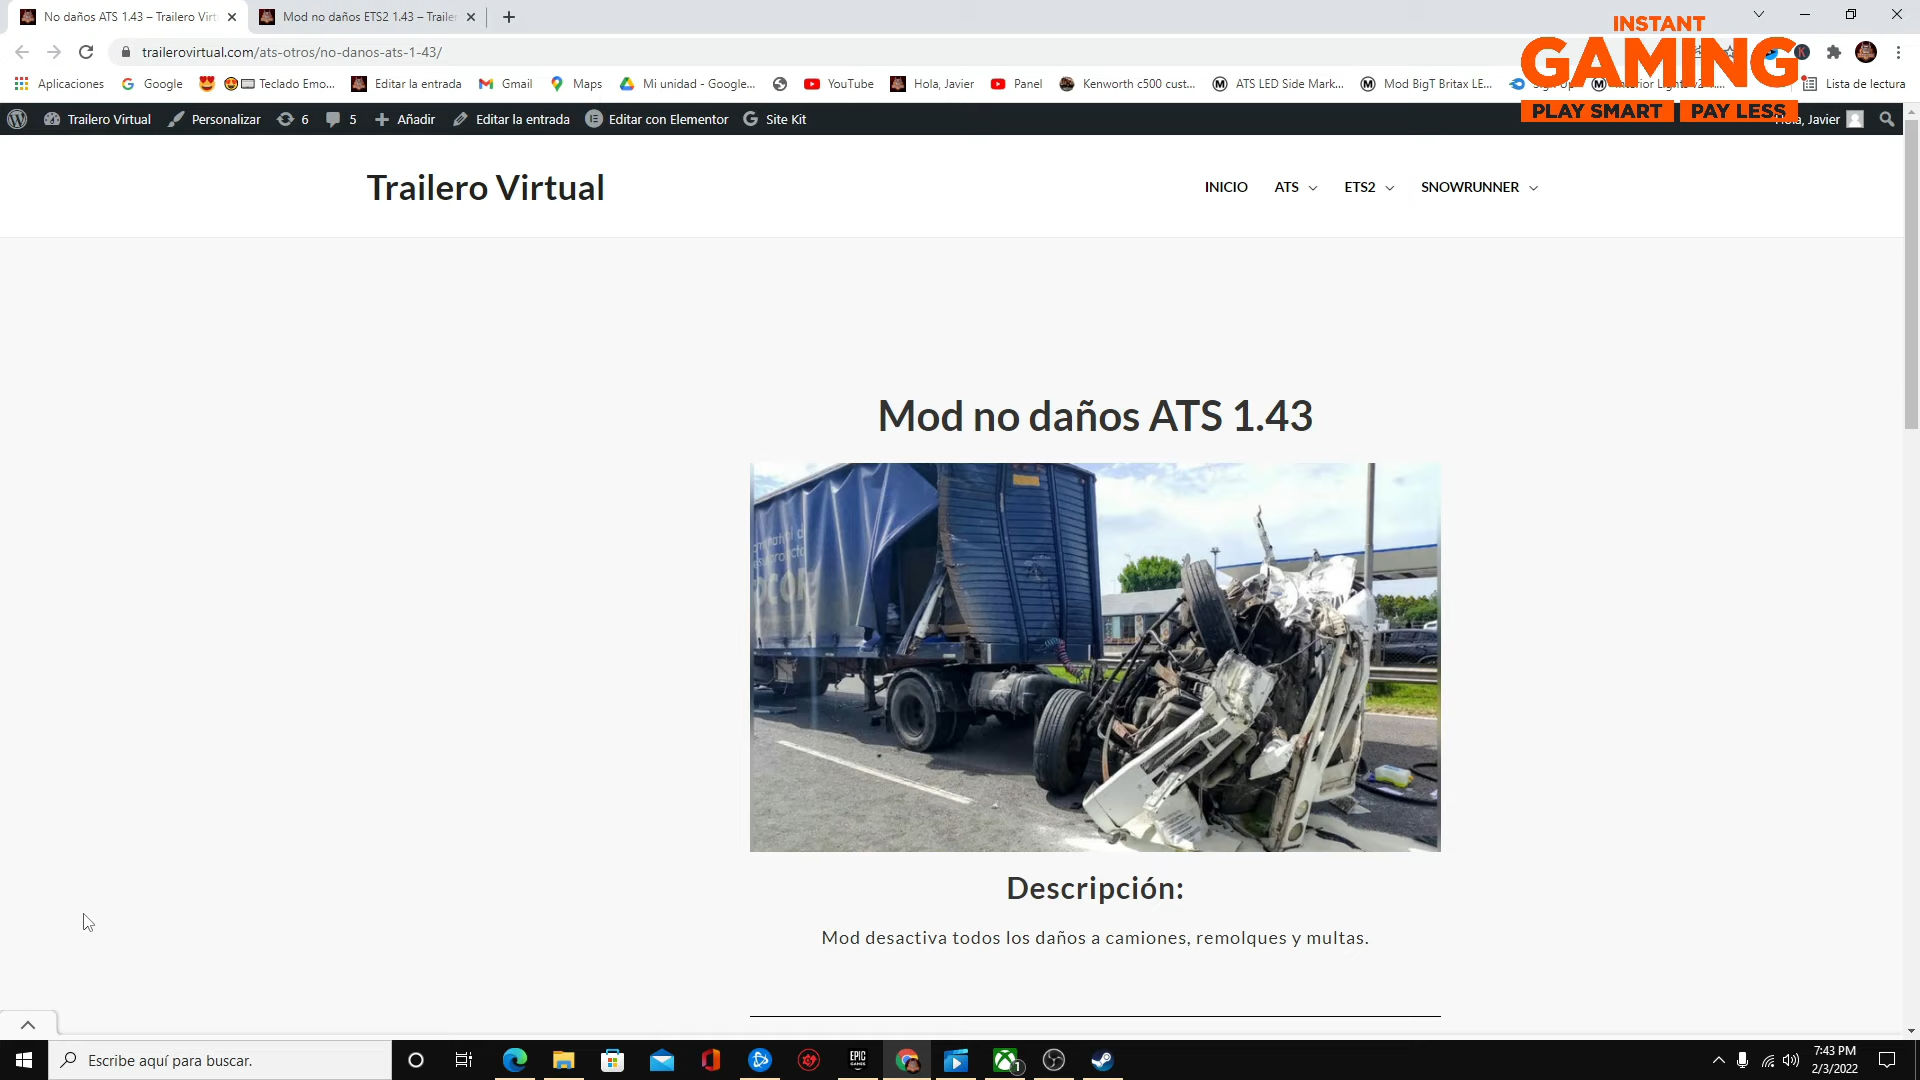 No daños ATS 1.43 – Trailero Virt
Mod no daños ETS2 1.43 – Trailer
INSTANT
GAMING
PLAY SMART PAY LESS
trailerovirtual.com/ats-otros/no-danos-ats-1-43/
Aplicaciones
Google
Teclado Emo...
Editar la entrada
Gmail
Maps
Mi unidad - Google...
YouTube
Hola, Javier
Panel
Kenworth c500 cust...
ATS LED Side Mark...
Mod BigT Britax LE...
Lista de lectura
Trailero Virtual
Personalizar
6
5
Añadir
Editar la entrada
Editar con Elementor
Site Kit
Hola, Javier
Trailero Virtual
INICIO
ATS
ETS2
SNOWRUNNER
Mod no daños ATS 1.43
Descripción:
Mod desactiva todos los daños a camiones, remolques y multas.
Escribe aquí para buscar.
EPIC
GAMES
1
7:43 PM
2/3/2022